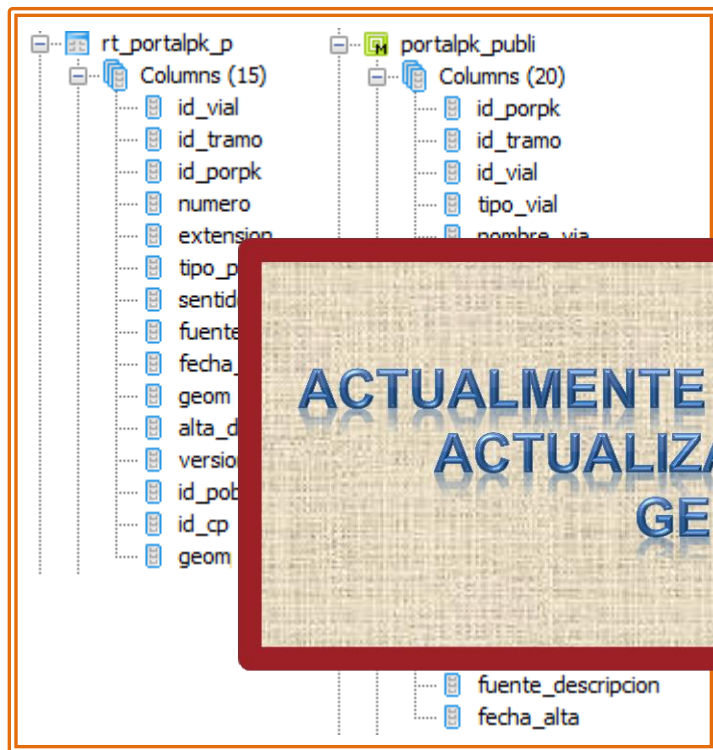 rt_portalpk_p
Columns (15)
id_vial
id_tramo
id_porpk
numero
extension
tipo_p
sentid
fuente
fecha_
geom
alta_d
versio
id_pob
id_cp
geom
portalpk_publi
Columns (20)
id_porpk
id_tramo
id_vial
tipo_vial
nombre_via
ACTUALMENTE
ACTUALIZA
GE
fuente_descripcion
fecha_alta